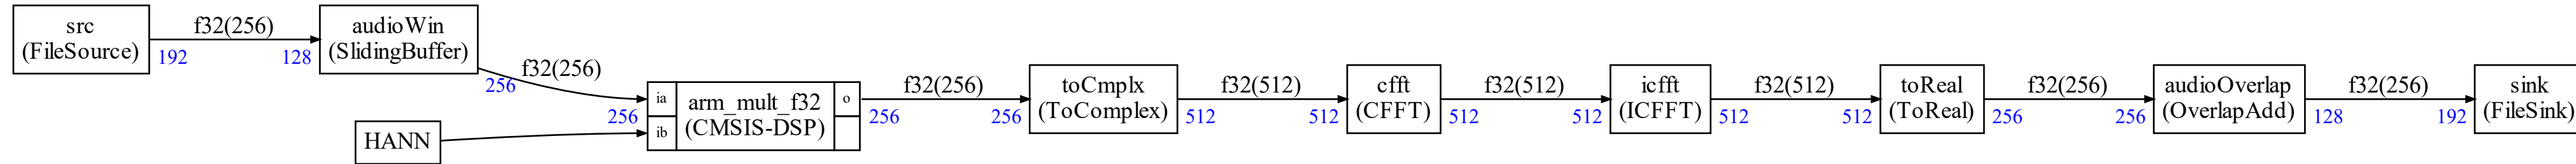 src
(FileSource)
f32(256)
192
128
audioWin
(SlidingBuffer)
f32(256)
256
256
HANN
ia
ib
arm_mult_f32
(CMSIS-DSP)
o
f32(256)
256
256
toCmplx
(ToComplex)
f32(512)
512
512
cfft
(CFFT)
f32(512)
512
512
icfft
(ICFFT)
f32(512)
512
512
toReal
(ToReal)
f32(256)
256
256
audioOverlap
(OverlapAdd)
f32(256)
128
192
sink
(FileSink)